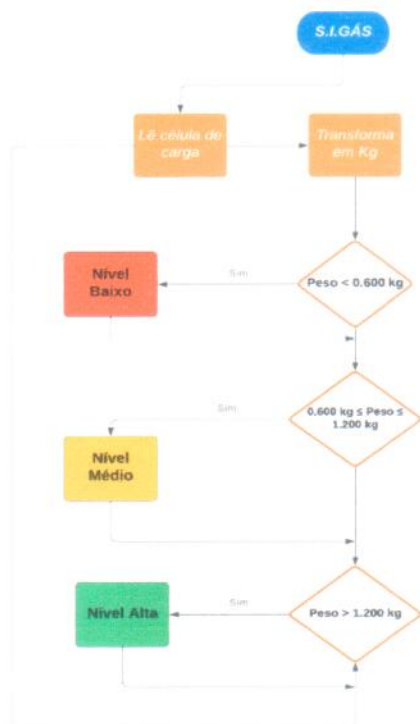 S.I.GÁS
Lê célula de
carga
Transforma
em Kg
Nível
Baixo
Sim
Peso < 0.600 kg
Sim
0.600 kg ≤ Peso ≤
1.200 kg
Nível
Médio
Nível Alta
Sim
Peso > 1.200 kg